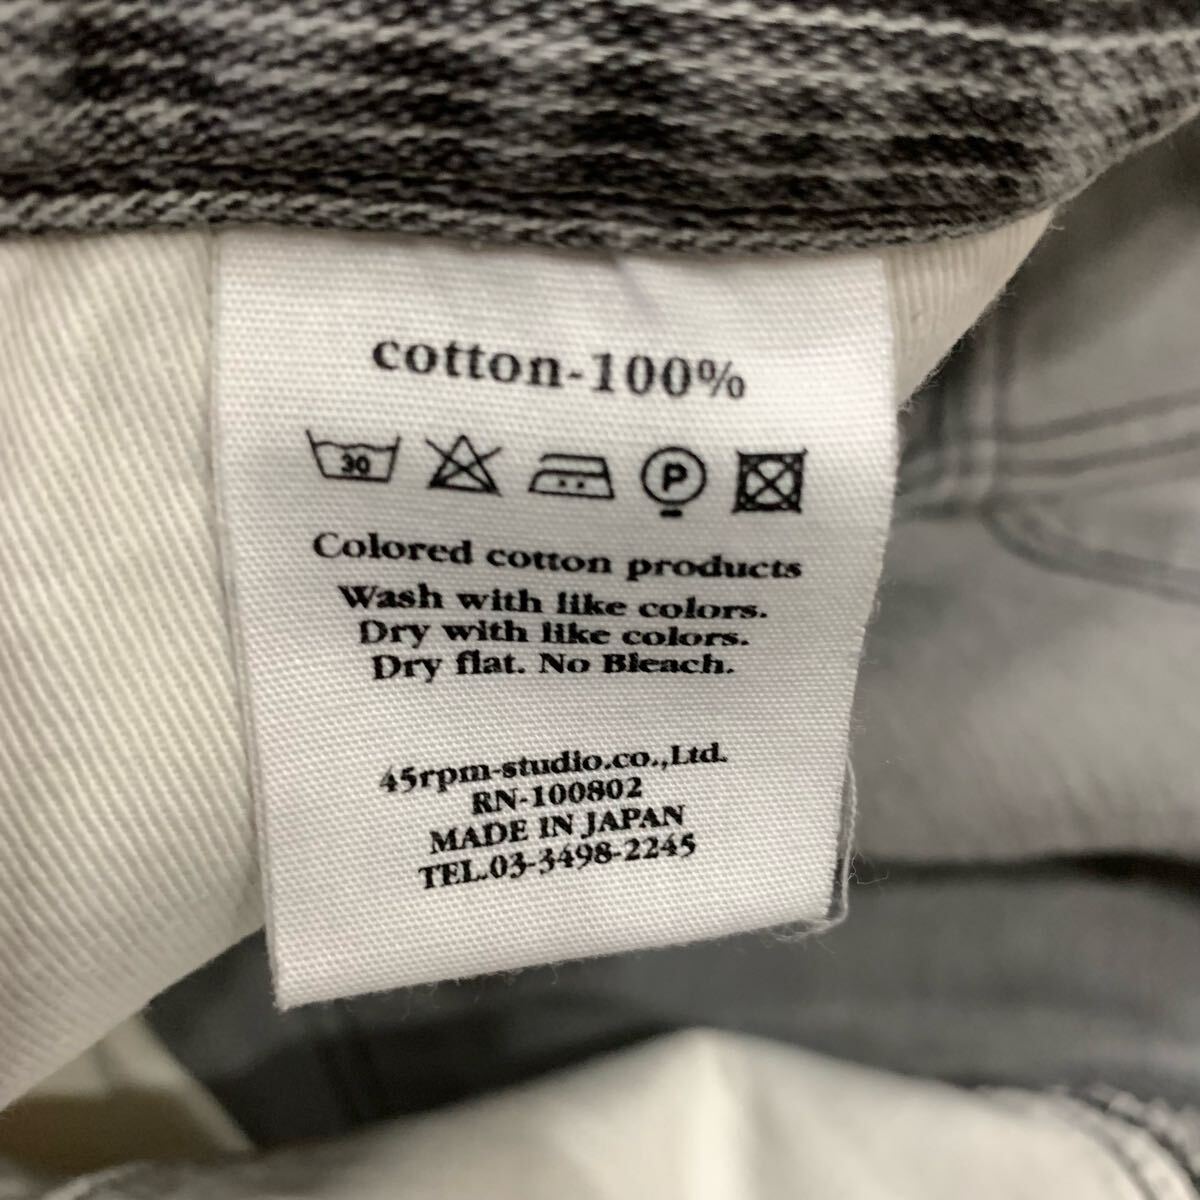 cotton-100%
30 P
Colored cotton products
Wash with like colors.
Dry with like colors.
Dry flat. No Bleach.
45rpm-studio.co.,Ltd.
RN-100802
MADE IN JAPAN
TEL.03-3498-2245